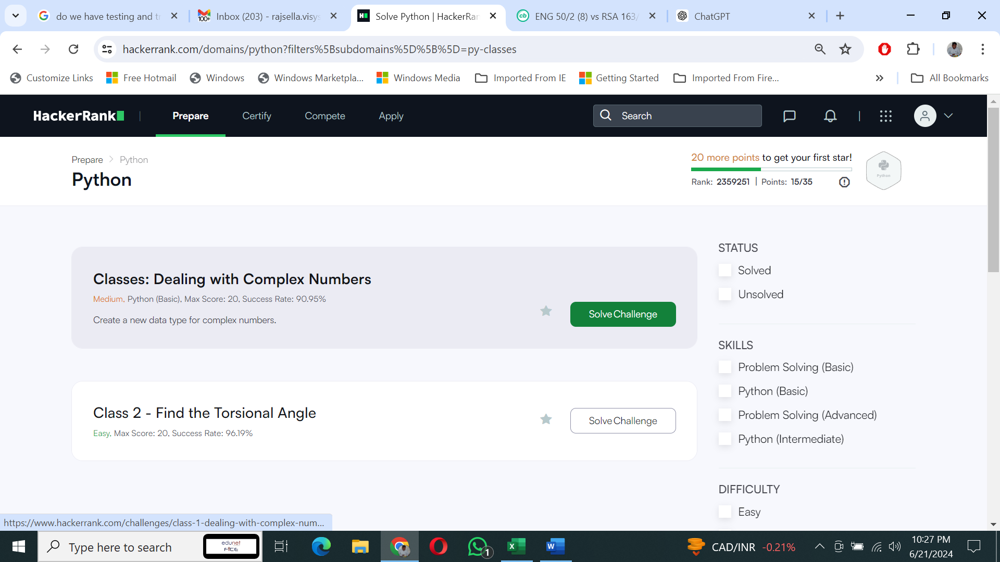 do we have testing and t
Inbox (203) - rajsella.visys
Solve Python | HackerRan
ENG 50/2 (8) vs RSA 163/
ChatGPT
hackerrank.com/domains/python?filters%5Bsubdomains%5D%5B%5D=py-classes
Customize Links
Free Hotmail
Windows
Windows Marketpla...
Windows Media
Imported From IE
Getting Started
Imported From Fire...
All Bookmarks
HackerRank
Prepare
Certify
Compete
Apply
Search
Prepare > Python
Python
20 more points to get your first star!
Rank: 2359251 | Points: 15/35
Python
Classes: Dealing with Complex Numbers
Medium, Python (Basic), Max Score: 20, Success Rate: 90.95%
Create a new data type for complex numbers.
Solve Challenge
Class 2 - Find the Torsional Angle
Easy, Max Score: 20, Success Rate: 96.19%
Solve Challenge
STATUS
Solved
Unsolved
SKILLS
Problem Solving (Basic)
Python (Basic)
Problem Solving (Advanced)
Python (Intermediate)
DIFFICULTY
Easy
https://www.hackerrank.com/challenges/class-1-dealing-with-complex-num...
Type here to search
edunet
1
CAD/INR -0.21%
10:27 PM
6/21/2024